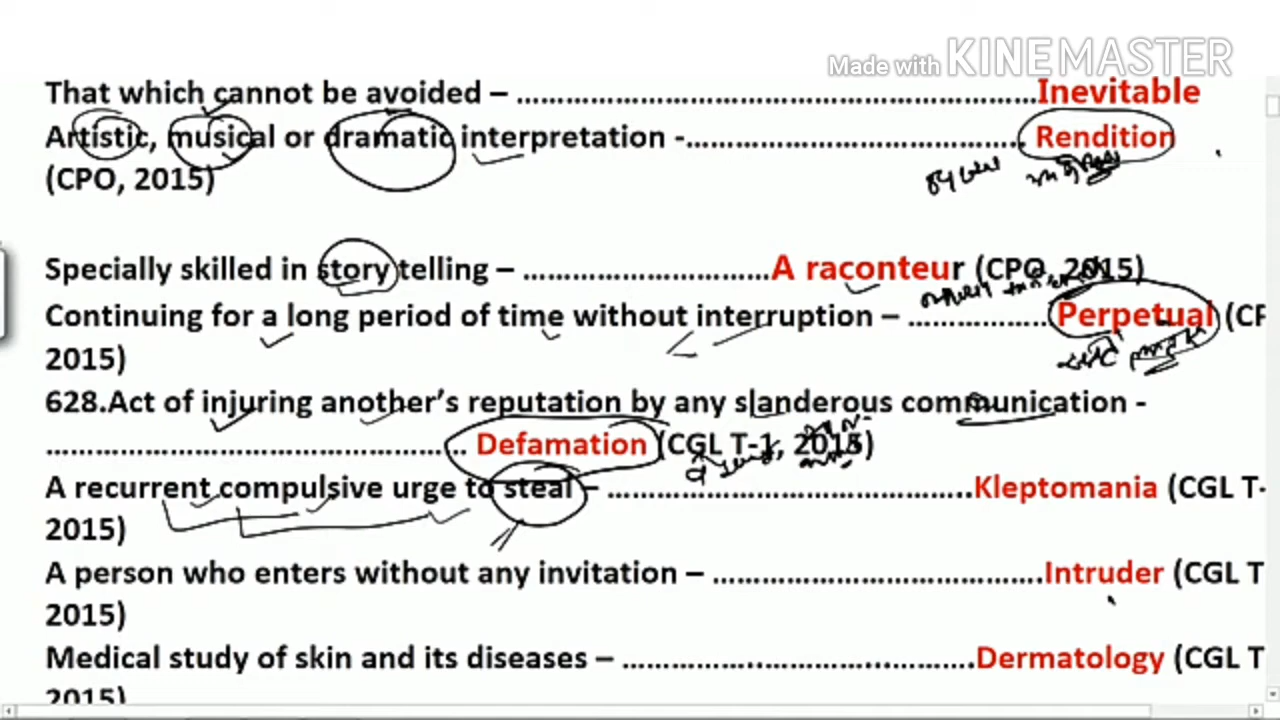 Made with KINEMASTER
That which cannot be avoided – ……………………………………………………Inevitable
Artistic, musical or dramatic interpretation -………………………………… Rendition
(CPO, 2015)
Specially skilled in story telling – …………………………A raconteur (CPO, 2015)
Continuing for a long period of time without interruption – ……………… Perpetual (CP
2015)
628.Act of injuring another's reputation by any slanderous communication -
……………………………………………. Defamation (CGL T-1, 2015)
A recurrent compulsive urge to steal – ……………………………………..Kleptomania (CGL T-
2015)
A person who enters without any invitation – ………………………………….Intruder (CGL T
2015)
Medical study of skin and its diseases – …………………………………….Dermatology (CGL T
2015)